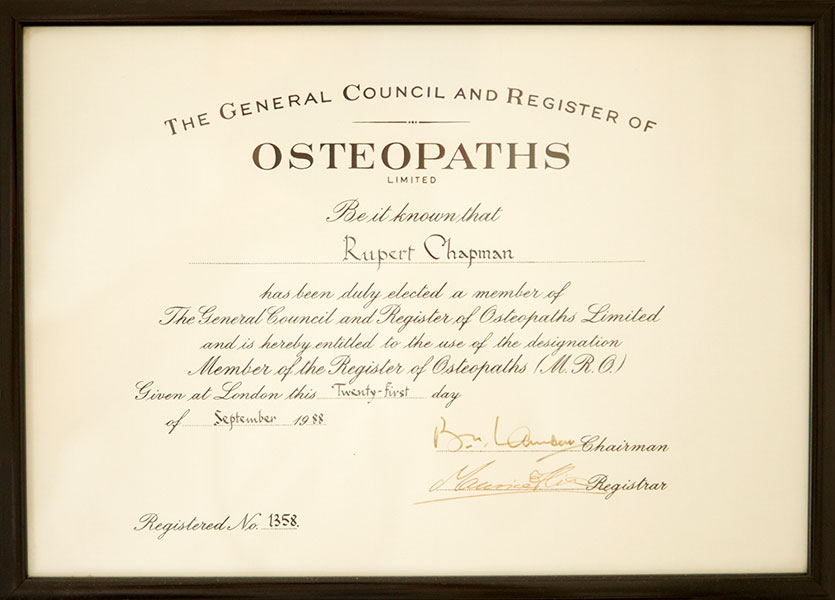 THE GENERAL COUNCIL AND REGISTER OF
OSTEOPATHS
LIMITED
Be it known that
Rupert Chapman
has been duly elected a member of
The General Council and Register of Osteopaths Limited
and is hereby entitled to the use of the designation
Member of the Register of Osteopaths (M.R.O.)
Given at London this Twenty-first day
of September 1988
Chairman
Registrar
Registered No. 1358.